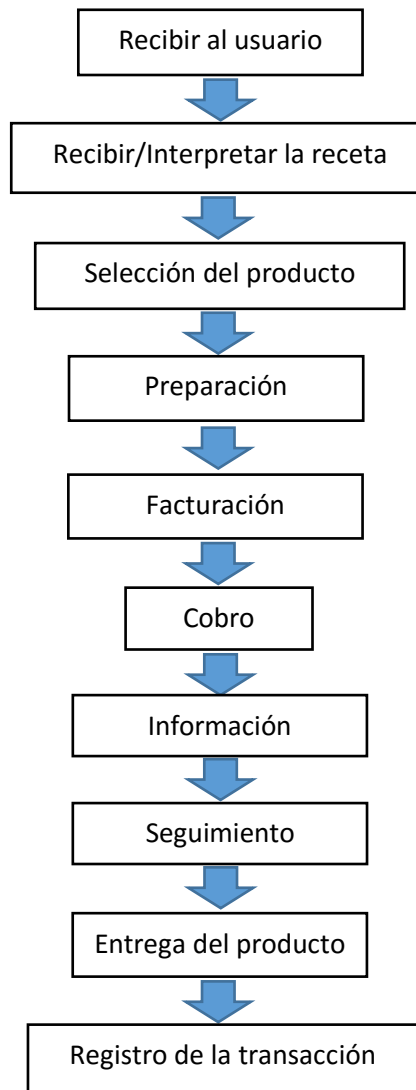 Recibir al usuario
Recibir/Interpretar la receta
Selección del producto
Preparación
Facturación
Cobro
Información
Seguimiento
Entrega del producto
Registro de la transacción